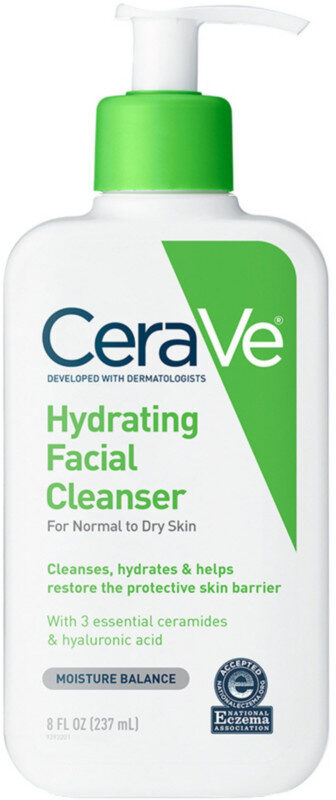 CeraVe®
DEVELOPED WITH DERMATOLOGISTS
Hydrating
Facial
Cleanser
For Normal to Dry Skin
Cleanses, hydrates & helps
restore the protective skin barrier
With 3 essential ceramides
& hyaluronic acid
MOISTURE BALANCE
ACCEPTED
NATIONALECZEMA.ORG
NATIONAL
Eczema
ASSOCIATION
8 FL OZ (237 mL)